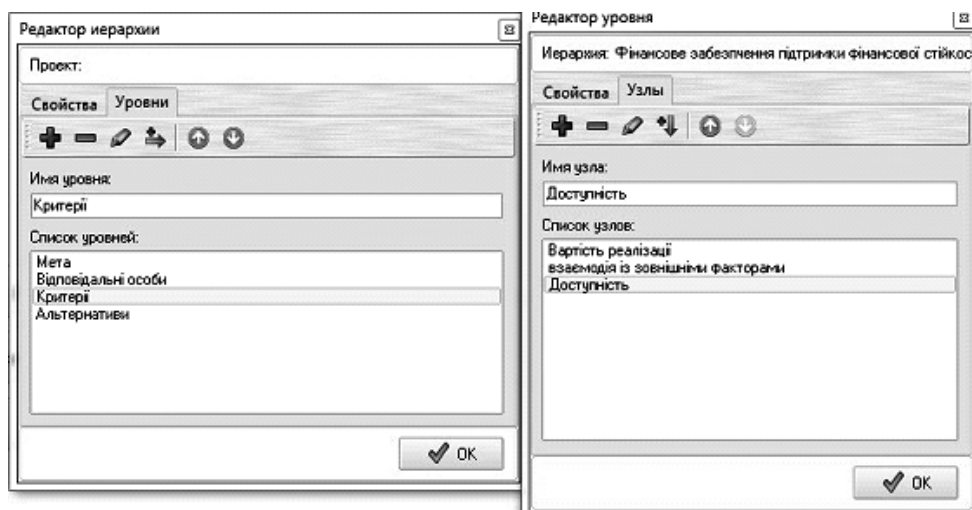 Редактор иерархии
Проект:
Свойства Уровни
Имя уровня:
Критерії
Список уровней:
Мета
Відповідальні особи
Критерії
Альтернативи
OK
Редактор уровня
Иерархия: Фінансове забезпчення підтримки фінансової стійкос
Свойства Узлы
Имя узла:
Доступність
Список узлов:
Вартість реалізації
взаємодія із зовнішніми факторами
Доступність
OK